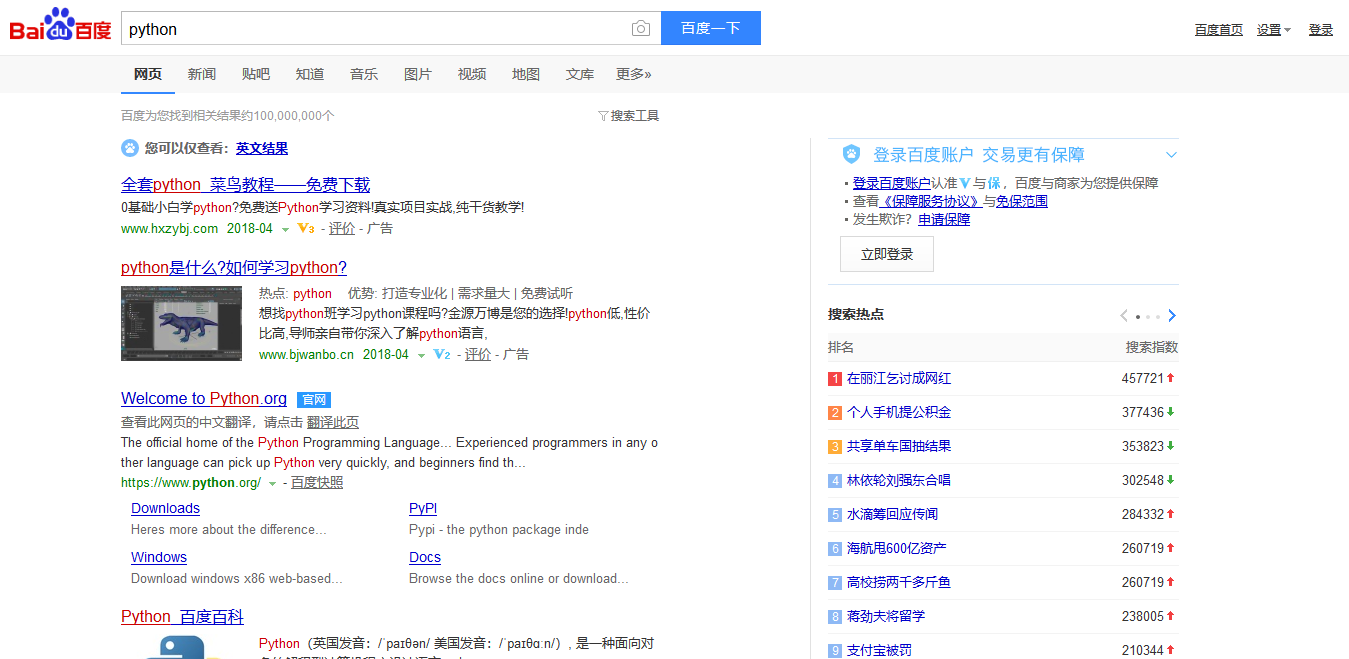 Bai du 百度
python
百度一下
百度首页 设置 登录
网页 新闻 贴吧 知道 音乐 图片 视频 地图 文库 更多»
百度为您找到相关结果约100,000,000个
搜索工具
您可以仅查看：英文结果
全套python_菜鸟教程——免费下载
0基础小白学python?免费送Python学习资料!真实项目实战,纯干货教学!
www.hxzybj.com 2018-04 V3 - 评价 - 广告
python是什么?如何学习python?
热点: python 优势: 打造专业化 | 需求量大 | 免费试听
想找python班学习python课程吗?金源万博是您的选择!python低,性价
比高,导师亲自带你深入了解python语言,
www.bjwanbo.cn 2018-04 V2 - 评价 - 广告
Welcome to Python.org 官网
查看此网页的中文翻译，请点击 翻译此页
The official home of the Python Programming Language... Experienced programmers in any o
ther language can pick up Python very quickly, and beginners find th...
https://www.python.org/ - 百度快照
Downloads
Heres more about the difference...
PyPI
Pypi - the python package inde
Windows
Download windows x86 web-based...
Docs
Browse the docs online or download...
Python_百度百科
Python（英国发音：/ˈpaɪθən/ 美国发音：/ˈpaɪθɑːn/）, 是一种面向对
登录百度账户 交易更有保障
登录百度账户认准V与保，百度与商家为您提供保障
查看《保障服务协议》与免保范围
发生欺诈？申请保障
立即登录
搜索热点
排名 搜索指数
1 在丽江乞讨成网红 457721
2 个人手机提公积金 377436
3 共享单车国抽结果 353823
4 林依轮刘强东合唱 302548
5 水滴筹回应传闻 284332
6 海航甩600亿资产 260719
7 高校捞两千多斤鱼 260719
8 蒋劲夫将留学 238005
9 支付宝被罚 210344